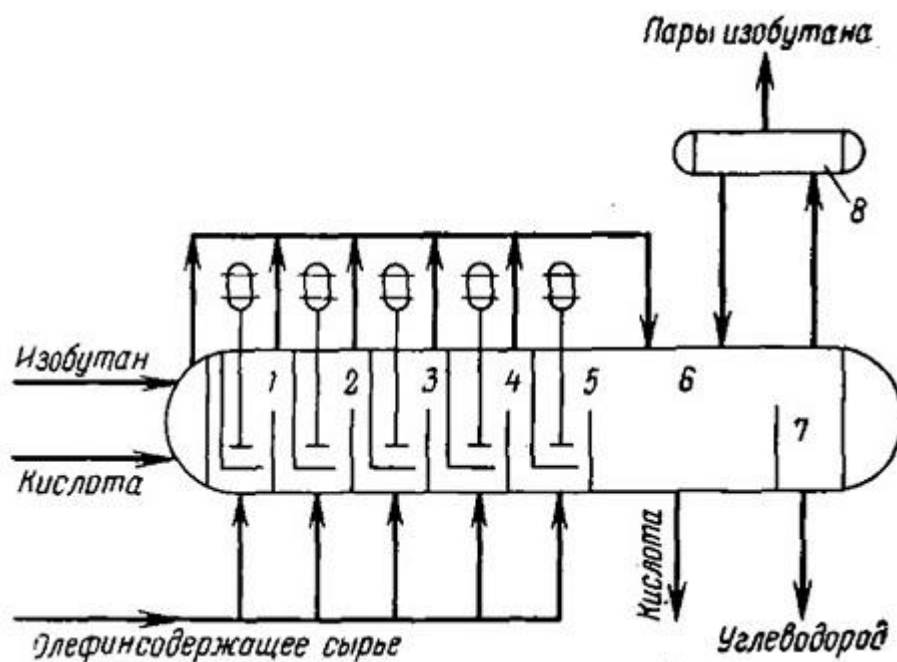 Пары изобутана
8
Изобутан
1 2 3 4 5 6
7
Кислота
Кислота
Олефинсодержащее сырье
Углеводород